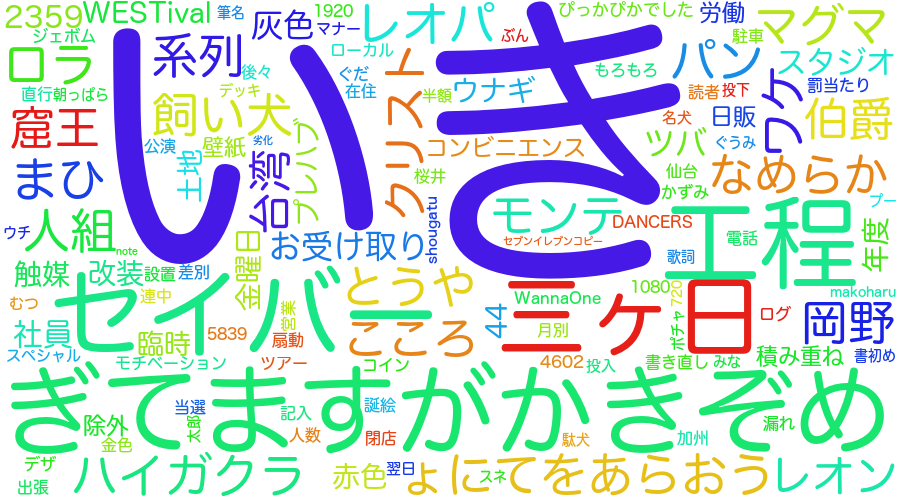 2359
WESTival
筆名
灰色
1920
マナー
レオパ
ぴっかぴかでした
労働
マグマ
ジェボム
ロラ
系列
いき
ローカル
ぶん
駐車
後々
ぐだ
デッキ
在住
クリスト
もろもろ
パン
スタジオ
直行
朝っぱら
飼い犬
半額
ウナギ
読者
投下
ワケ
罰当たり
窟王
公演
劣化
壁紙
台湾
プレハブ
コンビニエンス
名犬
日販
伯爵
ツバ
ぐうみ
まひ
土地
桜井
仙台
なめらか
かずみ
ウチ
人組
note
金曜日
お受け取り
shougatu
モンテ
DANCERS
工程
プー
年度
セブンイレブンコピー
歌詞
電話
触媒
改装
設置
差別
とうや
44
三ヶ日
1080
720
makoharu
むつ
連中
セイバー
WannaOne
岡野
社員
臨時
5839
営業
扇動
こころ
月別
ポチャ
ログ
スペシャル
モチベーション
ツアー
コイン
4602
投入
書き直し
みな
積み重ね
書初め
ぎてますがかきぞめ
除外
当選
太郎
記入
誕絵
金色
人数
閉店
駄犬
加州
漏れ
デザ
出張
ハイガクラ
赤色
翌日
ょにてをあらおう
スネ
レオン